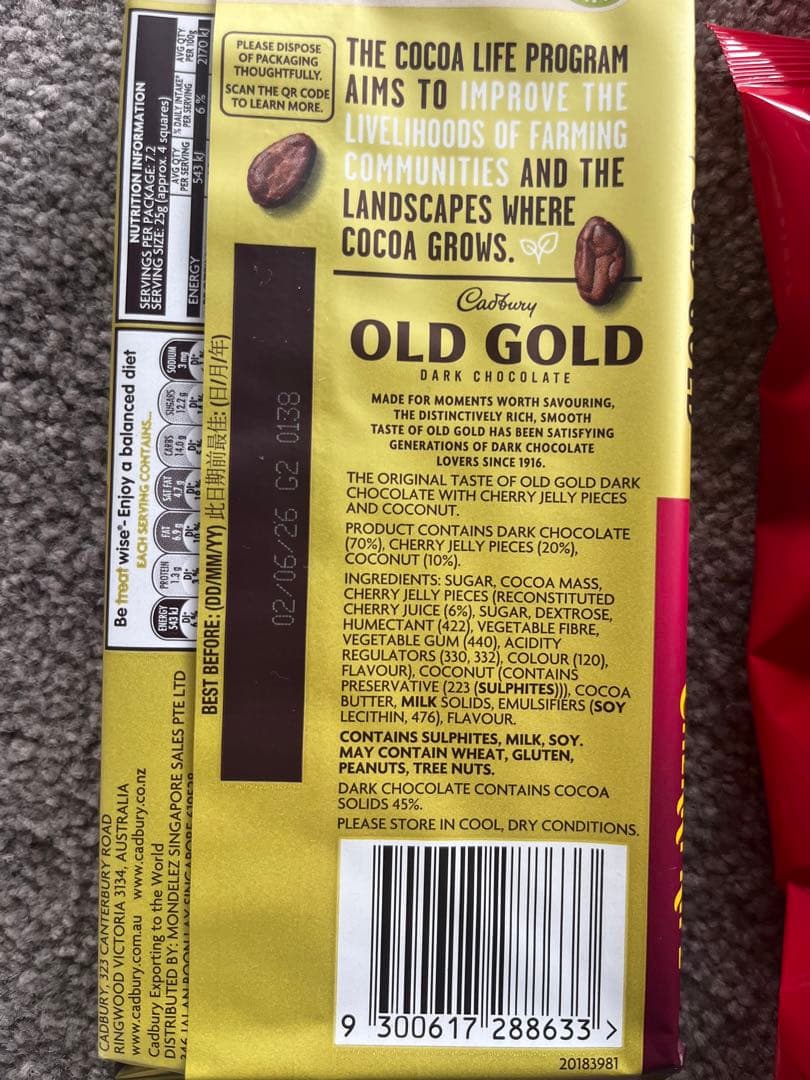 PLEASE DISPOSE
OF PACKAGING
THOUGHTFULLY.
SCAN THE QR CODE
TO LEARN MORE.
THE COCOA LIFE PROGRAM
AIMS TO IMPROVE THE
LIVELIHOODS OF FARMING
COMMUNITIES AND THE
LANDSCAPES WHERE
COCOA GROWS.
Cadbury
OLD GOLD
DARK CHOCOLATE
MADE FOR MOMENTS WORTH SAVOURING,
THE DISTINCTIVELY RICH, SMOOTH
TASTE OF OLD GOLD HAS BEEN SATISFYING
GENERATIONS OF DARK CHOCOLATE
LOVERS SINCE 1916.
THE ORIGINAL TASTE OF OLD GOLD DARK
CHOCOLATE WITH CHERRY JELLY PIECES
AND COCONUT.
PRODUCT CONTAINS DARK CHOCOLATE
(70%), CHERRY JELLY PIECES (20%),
COCONUT (10%).
INGREDIENTS: SUGAR, COCOA MASS,
CHERRY JELLY PIECES (RECONSTITUTED
CHERRY JUICE (6%), SUGAR, DEXTROSE,
HUMECTANT (422), VEGETABLE FIBRE,
VEGETABLE GUM (440), ACIDITY
REGULATORS (330, 332), COLOUR (120),
FLAVOUR), COCONUT (CONTAINS
PRESERVATIVE (223 (SULPHITES))), COCOA
BUTTER, MILK SOLIDS, EMULSIFIERS (SOY
LECITHIN, 476), FLAVOUR.
CONTAINS SULPHITES, MILK, SOY.
MAY CONTAIN WHEAT, GLUTEN,
PEANUTS, TREE NUTS.
DARK CHOCOLATE CONTAINS COCOA
SOLIDS 45%.
PLEASE STORE IN COOL, DRY CONDITIONS.
9 300617 288633 >
20183981
BEST BEFORE: (DD/MM/YY) 此日期前最佳: (日/月/年)
02/06/26 G2 0138
NUTRITION INFORMATION
SERVINGS PER PACKAGE: 7.2
SERVING SIZE: 25g (approx. 4 squares)
AVG QTY PER SERVING
% DAILY INTAKE* PER SERVING
AVG QTY PER 100g
ENERGY 543 kJ 6 % 2170 kJ
Be treat wise®- Enjoy a balanced diet
EACH SERVING CONTAINS...
ENERGY 543 kJ DI*
PROTEIN 1.3 g DI* 3%
FAT 6.9 g DI* 10%
SAT FAT 4.7 g DI*
CARBS 14.0 g DI*
SUGARS 12.2 g DI*
SODIUM 3 mg DI*
CADBURY, 323 CANTERBURY ROAD
RINGWOOD VICTORIA 3134, AUSTRALIA
www.cadbury.com.au www.cadbury.co.nz
Cadbury Exporting to the World
DISTRIBUTED BY: MONDELEZ SINGAPORE SALES PTE LTD